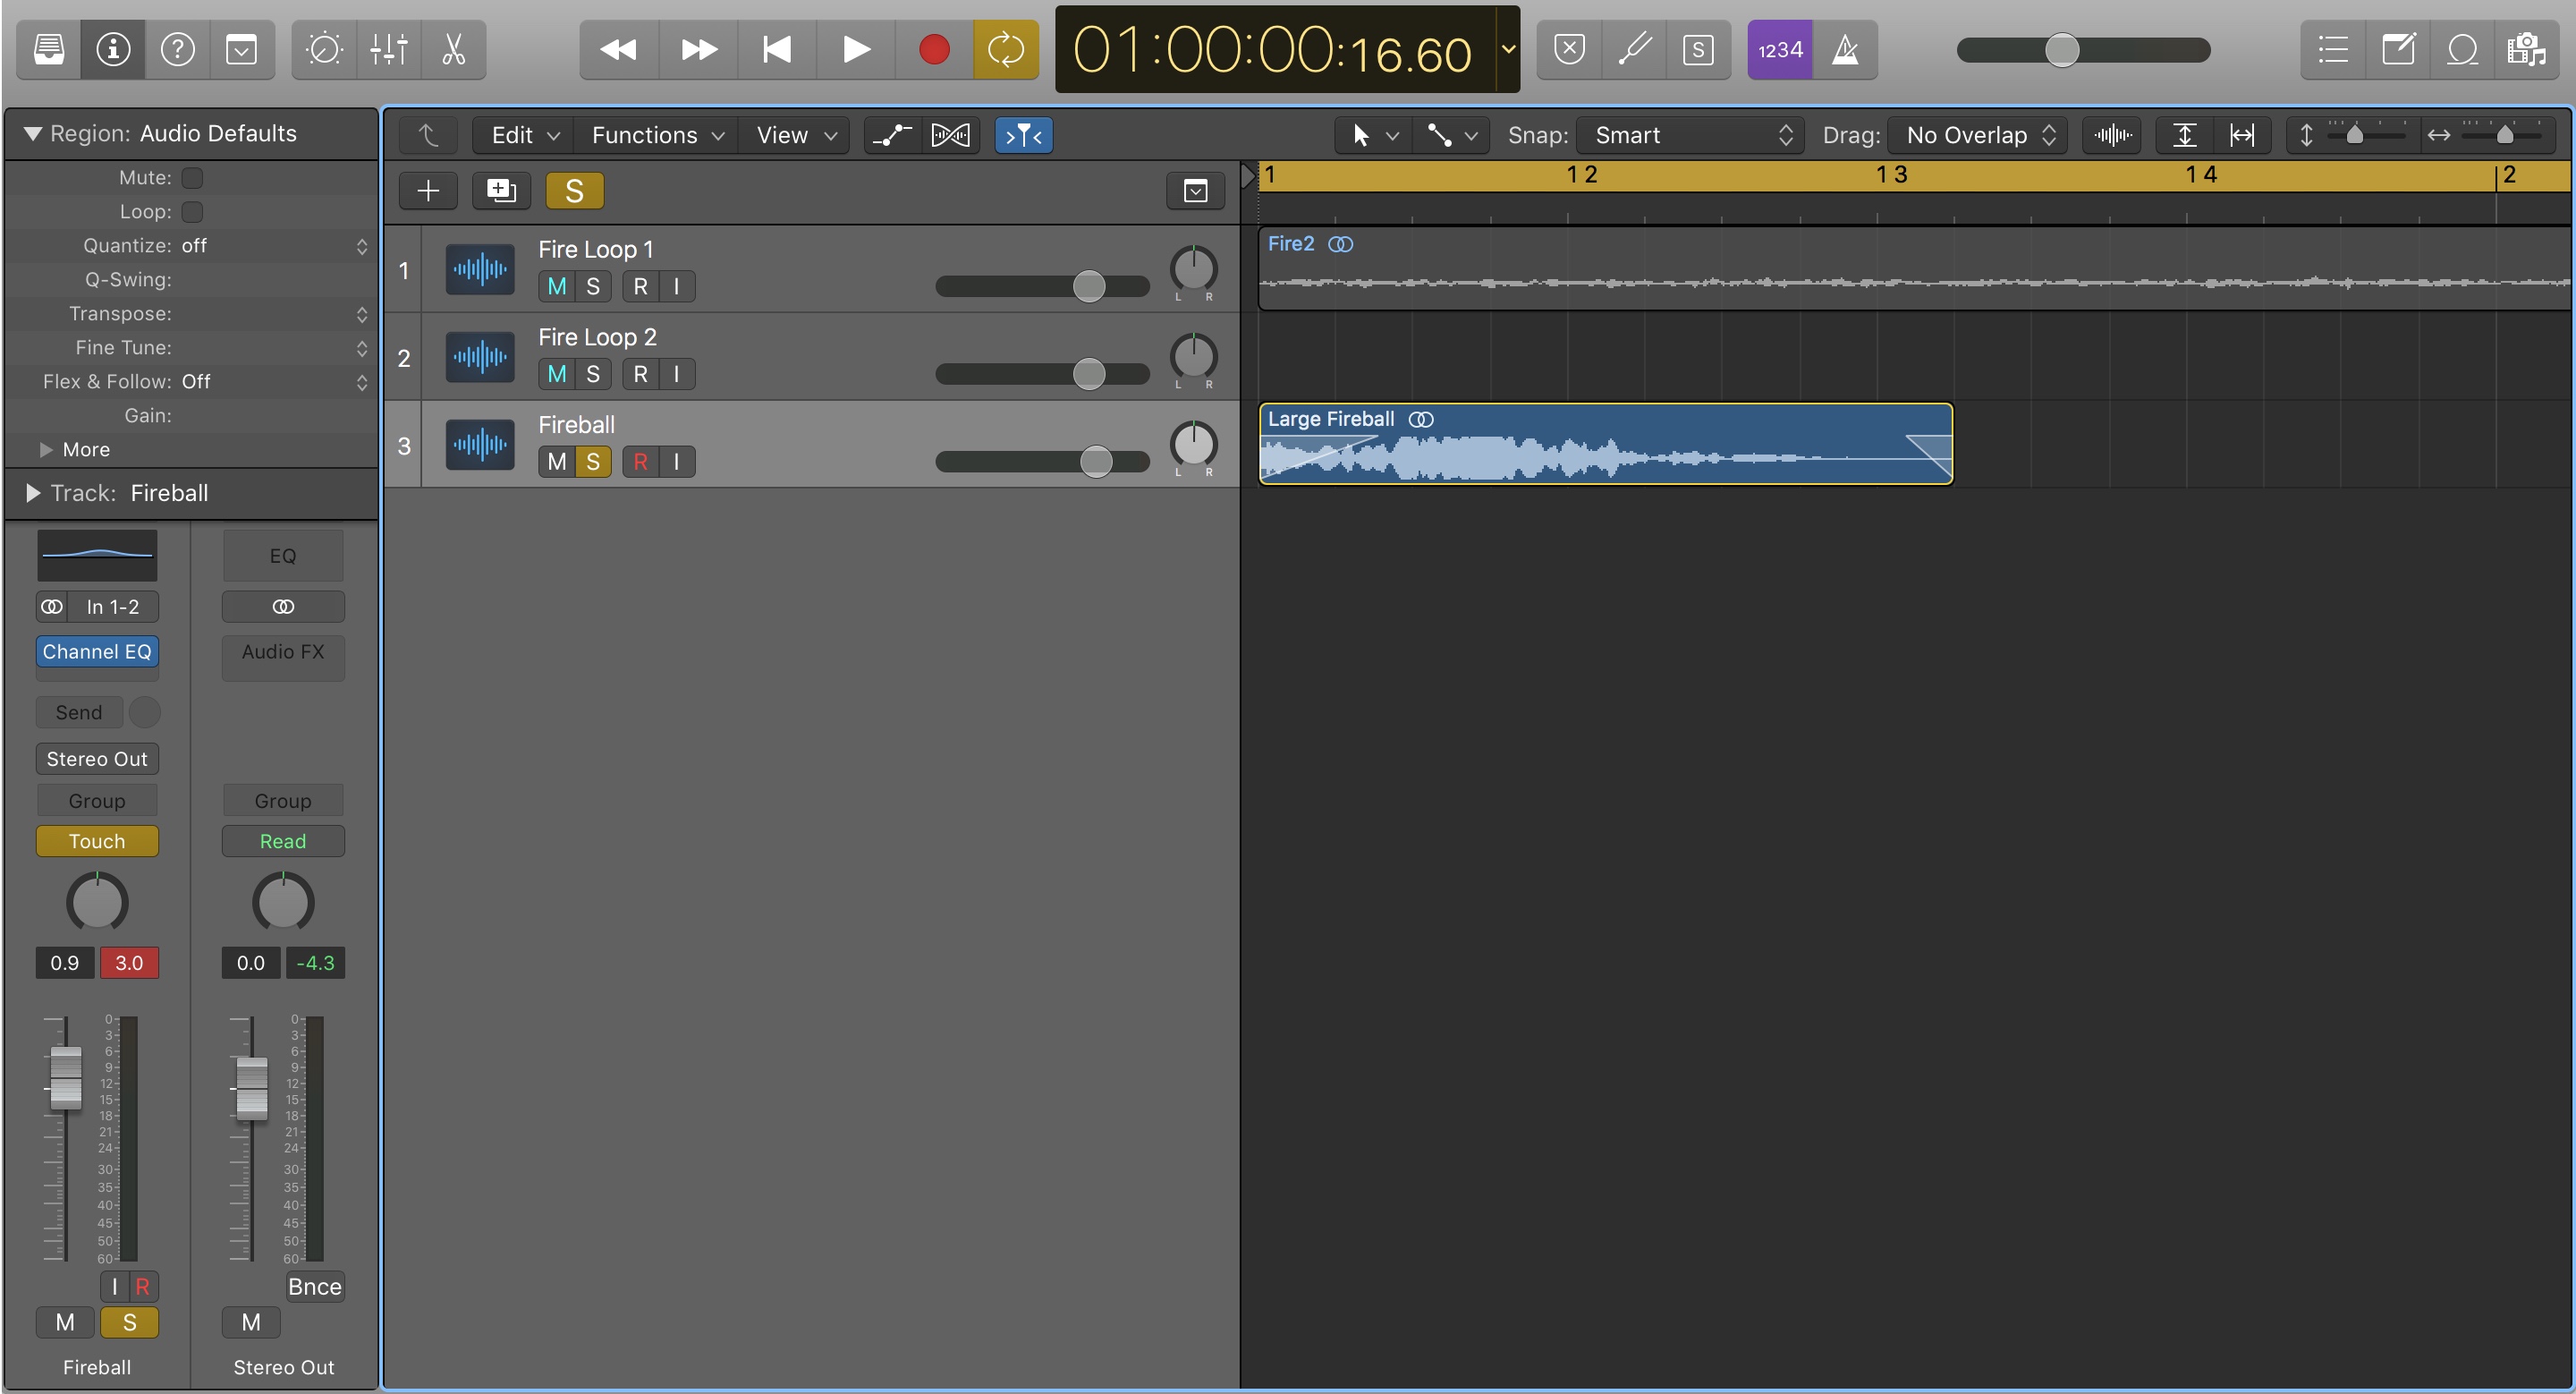 01:00:00:16.60
S
1234
Region: Audio Defaults
Mute:
Loop:
Quantize: off
Q-Swing:
Transpose:
Fine Tune:
Flex & Follow: Off
Gain:
More
Track: Fireball
EQ
In 1-2
Channel EQ
Audio FX
Send
Stereo Out
Group
Group
Touch
Read
0.9
3.0
0.0
-4.3
0
3
6
9
12
15
18
21
24
30
35
40
45
50
60
0
3
6
9
12
15
18
21
24
30
35
40
45
50
60
I R
Bnce
M
S
M
Fireball
Stereo Out
Edit
Functions
View
Snap: Smart
Drag: No Overlap
S
1
1 2
1 3
1 4
2
1
Fire Loop 1
M S R I
L R
Fire2
2
Fire Loop 2
M S R I
L R
3
Fireball
M S R I
L R
Large Fireball